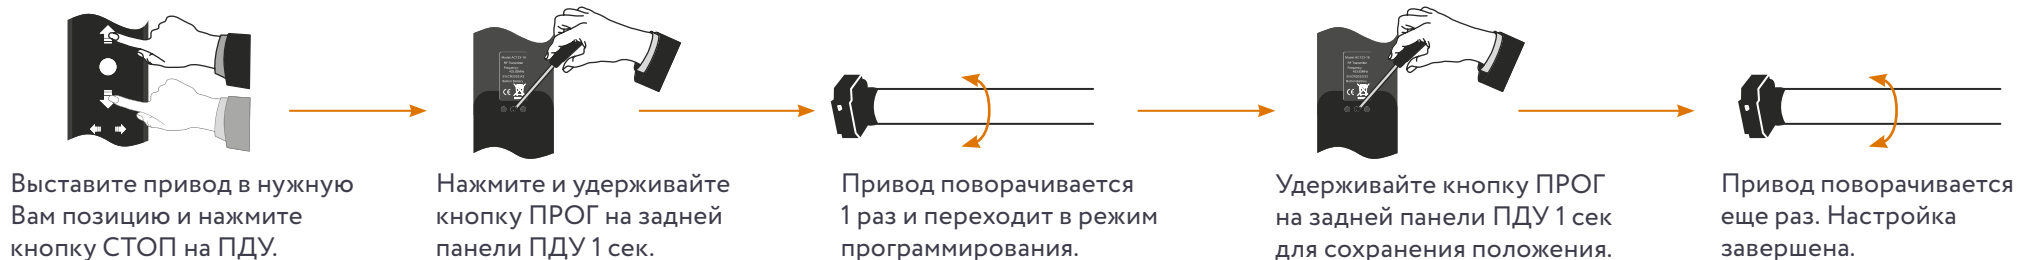 Выставите привод в нужную
Вам позицию и нажмите
кнопку СТОП на ПДУ.
Нажмите и удерживайте
кнопку ПРОГ на задней
панели ПДУ 1 сек.
Привод поворачивается
1 раз и переходит в режим
программирования.
Удерживайте кнопку ПРОГ
на задней панели ПДУ 1 сек
для сохранения положения.
Привод поворачивается
еще раз. Настройка
завершена.